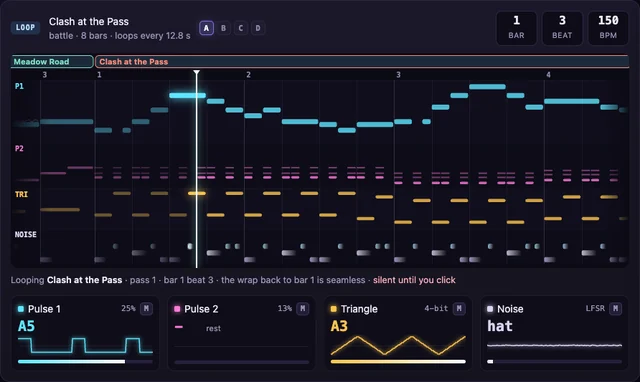 LOOP
Clash at the Pass
battle · 8 bars · loops every 12.8 s
A B C D
1 3 150
BAR BEAT BPM
Meadow Road Clash at the Pass
3 1 2 3 4
P1
P2
TRI
NOISE
Looping Clash at the Pass · pass 1 · bar 1 beat 3 · the wrap back to bar 1 is seamless · silent until you click
Pulse 1 25% M
A5
Pulse 2 13% M
rest
Triangle 4-bit M
A3
Noise LFSR M
hat